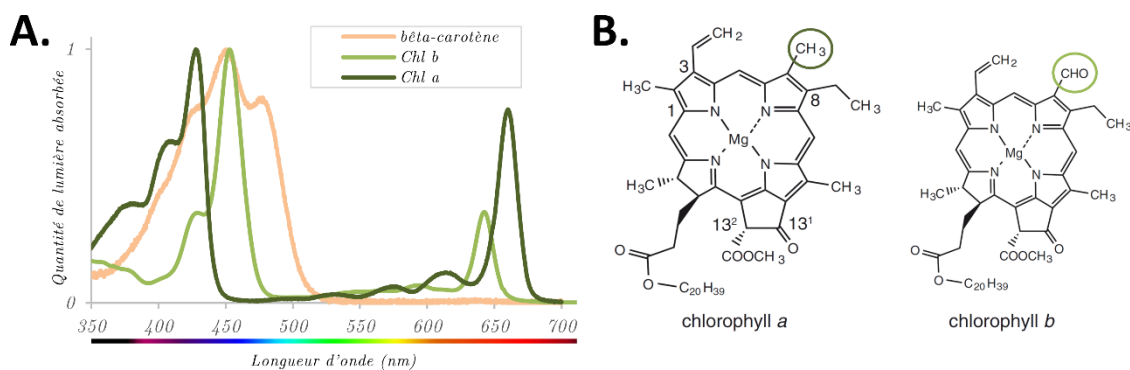 A.
Quantité de lumière absorbée
1
0
bêta-carotène
Chl b
Chl a
350 400 450 500 550 600 650 700
Longueur d'onde (nm)
B.
CH2
CH3
3
H3C
8
1
CH3
N
N
Mg
N
N
H3C
CH3
13²
13¹
O
COOCH3
O
O
C20H39
chlorophyll a
CH2
CHO
H3C
CH3
N
N
Mg
N
N
H3C
CH3
O
COOCH3
O
O
C20H39
chlorophyll b